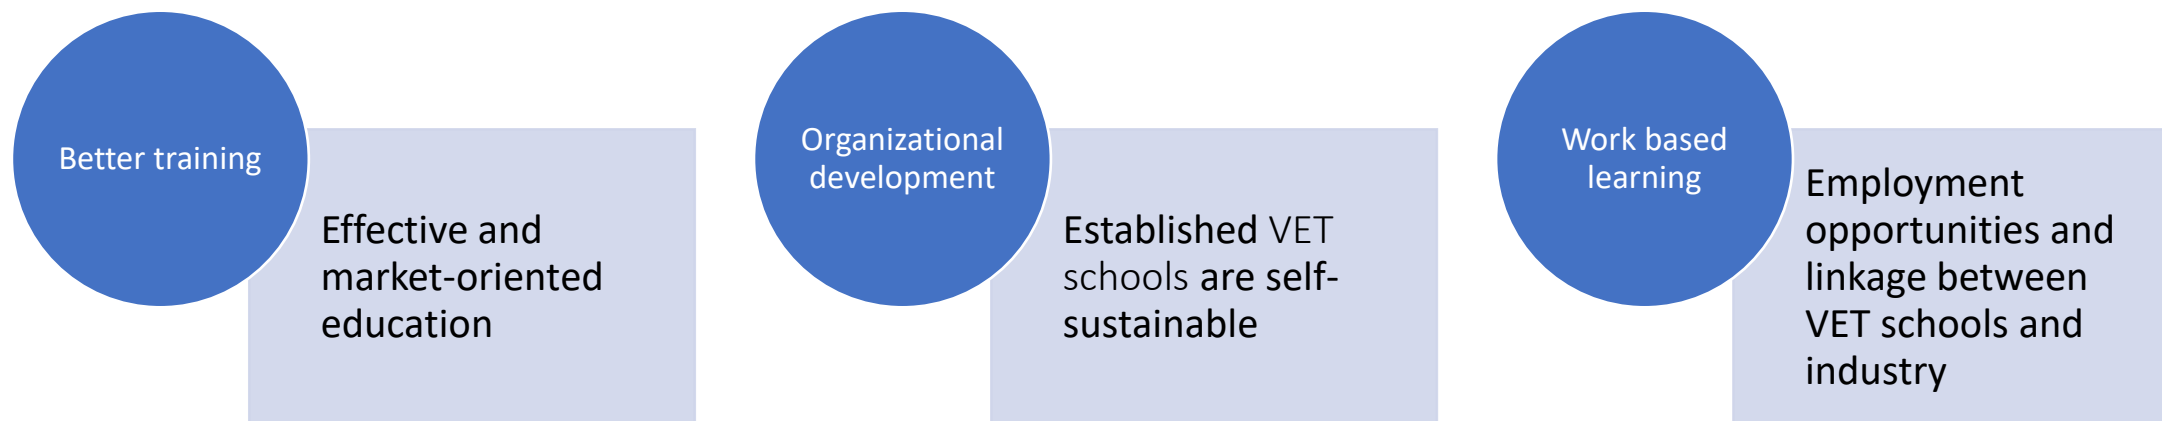 Better training
Effective and
market-oriented
education
Organizational
development
Established VET
schools are self-
sustainable
Work based
learning
Employment
opportunities and
linkage between
VET schools and
industry